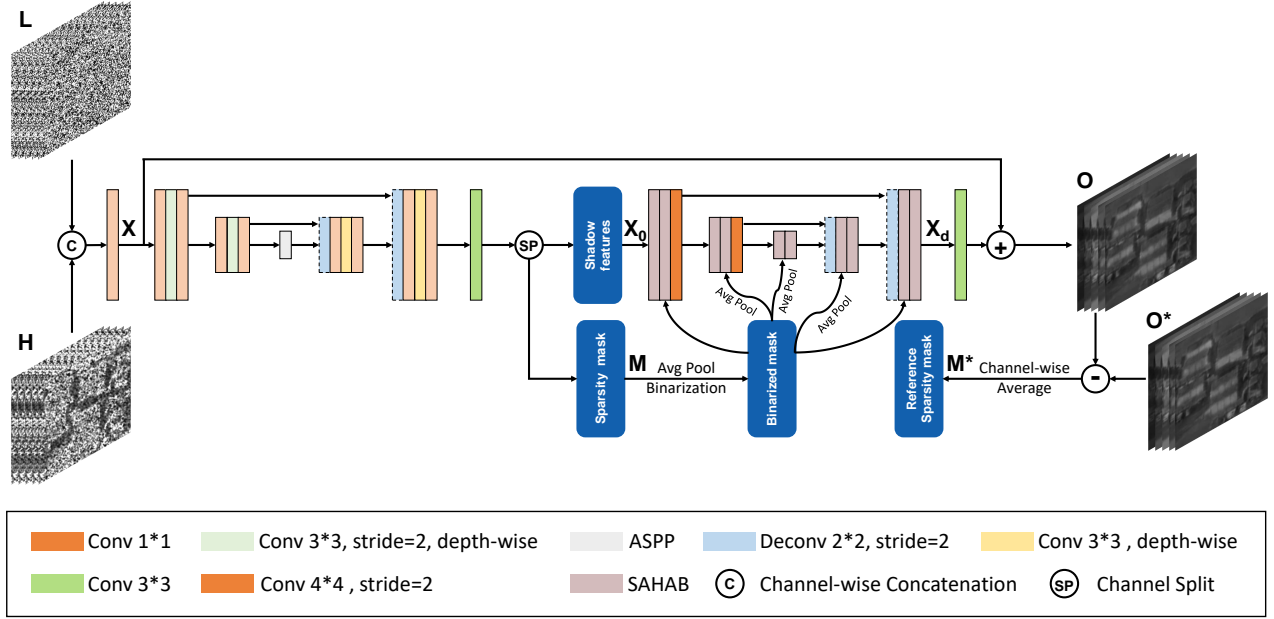 L
O
X
Shadow
features
X₀
X_d
C
SP
+
Avg Pool
Avg Pool
Avg Pool
H
O*
Sparsity mask
M
Avg Pool
Binarization
Binarized mask
Reference
Sparsity mask
M*
Channel-wise
Average
-
Conv 1*1
Conv 3*3, stride=2, depth-wise
ASPP
Deconv 2*2, stride=2
Conv 3*3 , depth-wise
Conv 3*3
Conv 4*4 , stride=2
SAHAB
C
Channel-wise Concatenation
SP
Channel Split